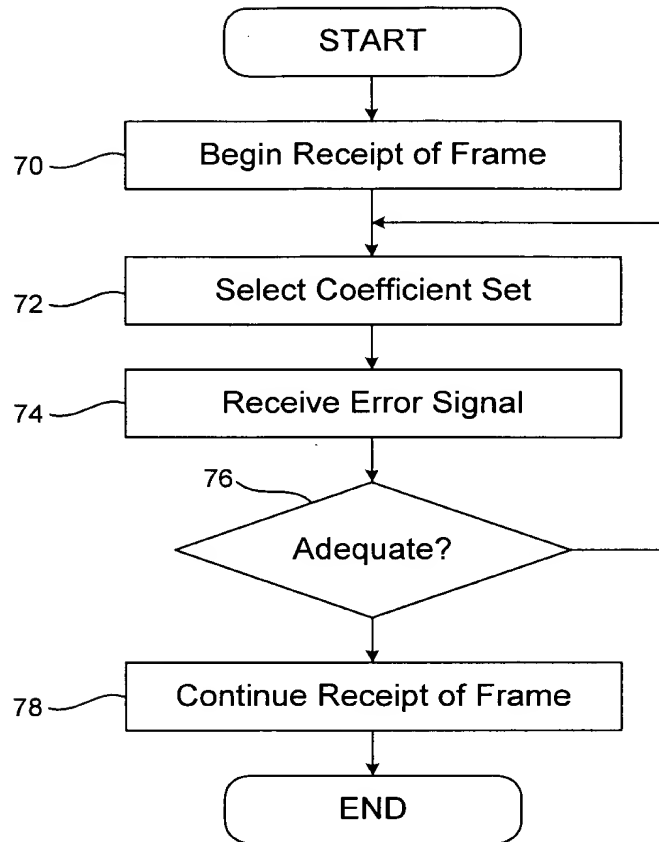 START
70
Begin Receipt of Frame
72
Select Coefficient Set
74
Receive Error Signal
76
Adequate?
78
Continue Receipt of Frame
END